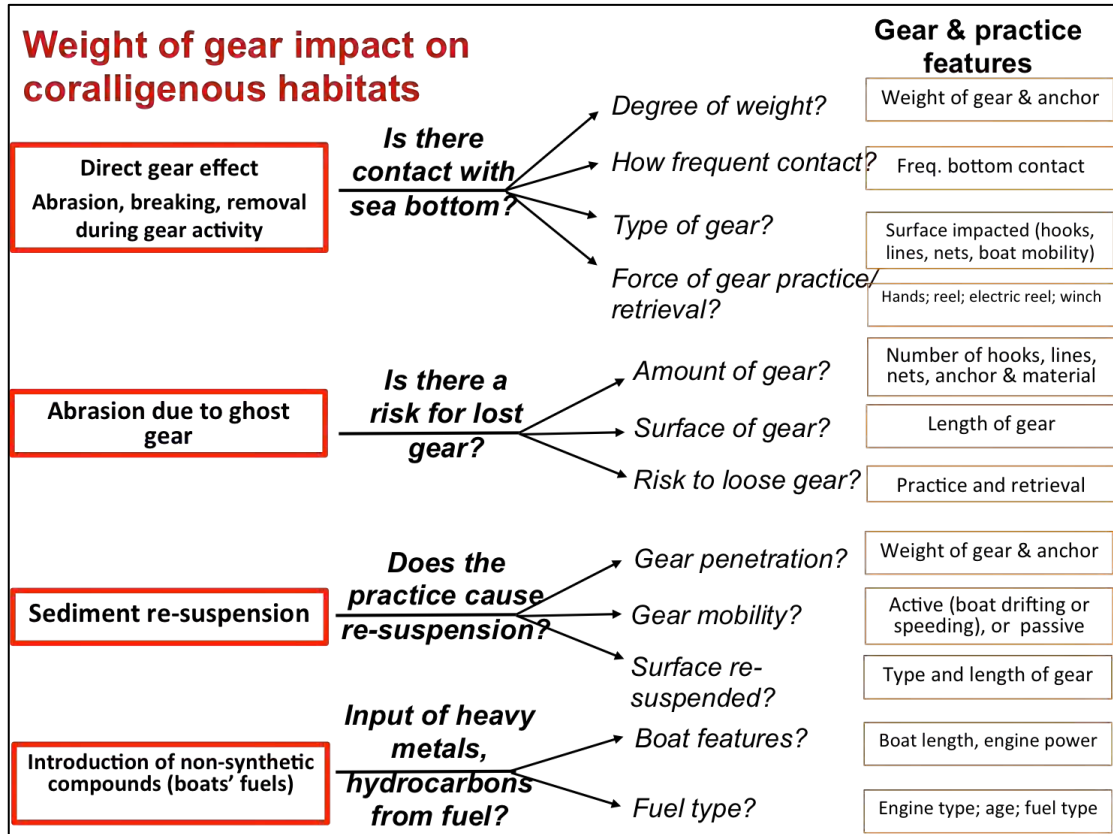 Weight of gear impact on
coralligenous habitats
Gear & practice
features
Direct gear effect
Abrasion, breaking, removal
during gear activity
Is there
contact with
sea bottom?
Degree of weight?
Weight of gear & anchor
How frequent contact?
Freq. bottom contact
Type of gear?
Surface impacted (hooks,
lines, nets, boat mobility)
Force of gear practice/
retrieval?
Hands; reel; electric reel; winch
Abrasion due to ghost
gear
Is there a
risk for lost
gear?
Amount of gear?
Number of hooks, lines,
nets, anchor & material
Surface of gear?
Length of gear
Risk to loose gear?
Practice and retrieval
Sediment re-suspension
Does the
practice cause
re-suspension?
Gear penetration?
Weight of gear & anchor
Gear mobility?
Active (boat drifting or
speeding), or passive
Surface re-
suspended?
Type and length of gear
Introduction of non-synthetic
compounds (boats' fuels)
Input of heavy
metals,
hydrocarbons
from fuel?
Boat features?
Boat length, engine power
Fuel type?
Engine type; age; fuel type